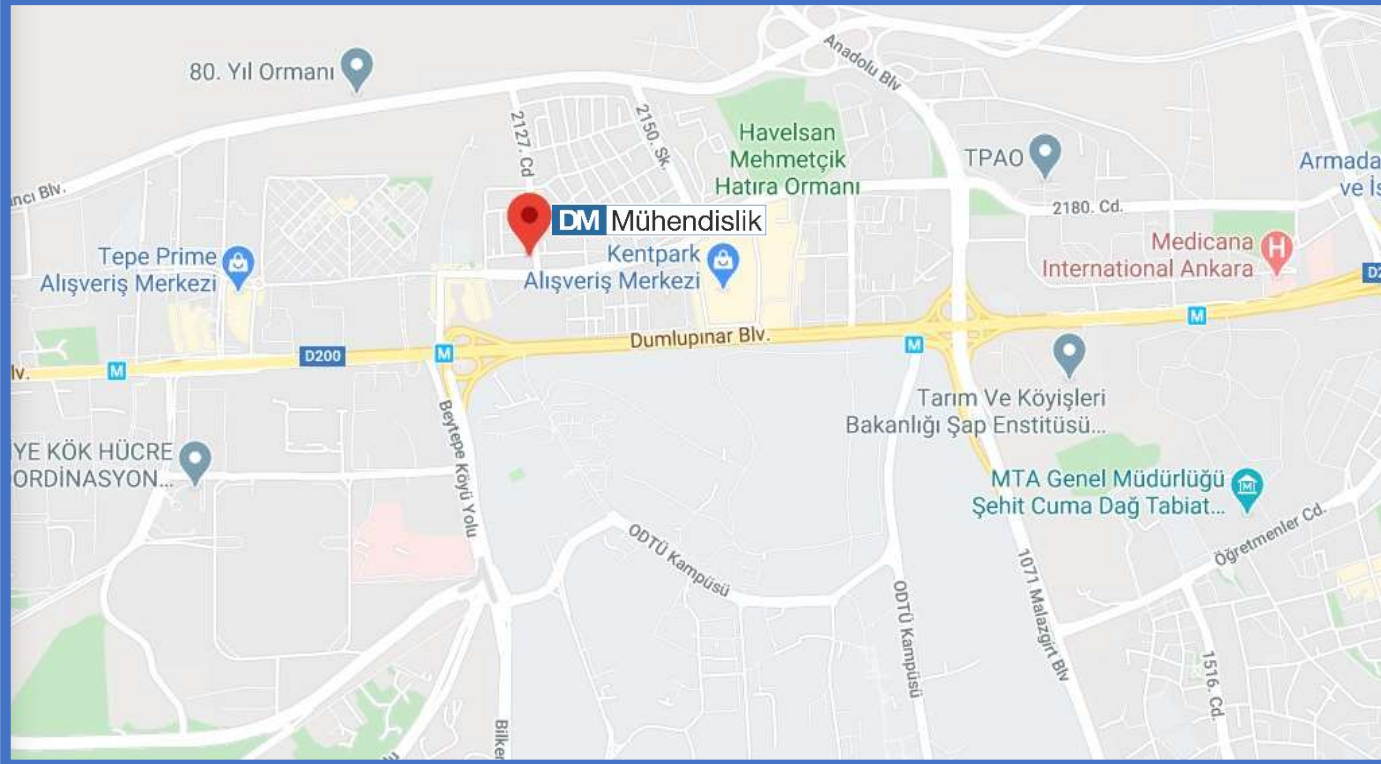 80. Yıl Ormanı
Anadolu Blv
2127. Cd
2150. Sk.
Havelsan
Mehmetçik
Hatıra Ormanı
TPAO
Armada
ve İş
ncı Blv.
2180. Cd.
DM Mühendislik
Tepe Prime
Alışveriş Merkezi
Kentpark
Alışveriş Merkezi
Medicana
International Ankara
H
D2
M
Dumlupınar Blv.
D200
M
M
lv.
M
Tarım Ve Köyişleri
Bakanlığı Şap Enstitüsü...
Beytepe Köyü Yolu
YE KÖK HÜCRE
ORDİNASYON...
MTA Genel Müdürlüğü
Şehit Cuma Dağ Tabiat...
Öğretmenler Cd.
ODTÜ Kampüsü
ODTÜ Kampüsü
1071 Malazgirt Blv
1516. Cd.
Bilker